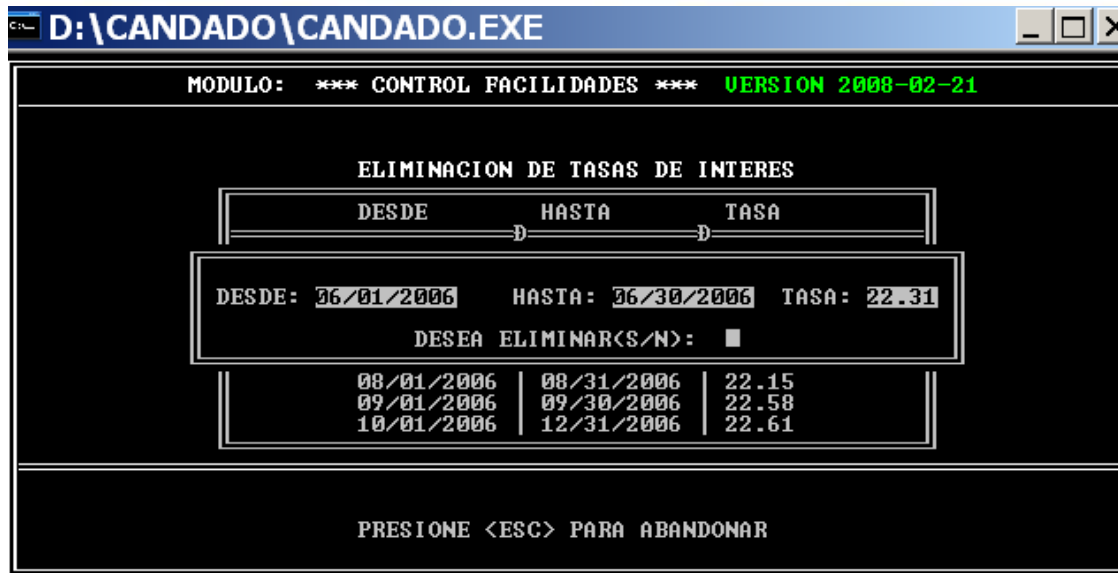 D:\CANDADO\CANDADO.EXE
MODULO: *** CONTROL FACILIDADES *** VERSION 2008-02-21
ELIMINACION DE TASAS DE INTERES
DESDE HASTA TASA
DESDE: 06/01/2006 HASTA: 06/30/2006 TASA: 22.31
DESEA ELIMINAR(S/N):
08/01/2006 | 08/31/2006 | 22.15
09/01/2006 | 09/30/2006 | 22.58
10/01/2006 | 12/31/2006 | 22.61
PRESIONE <ESC> PARA ABANDONAR